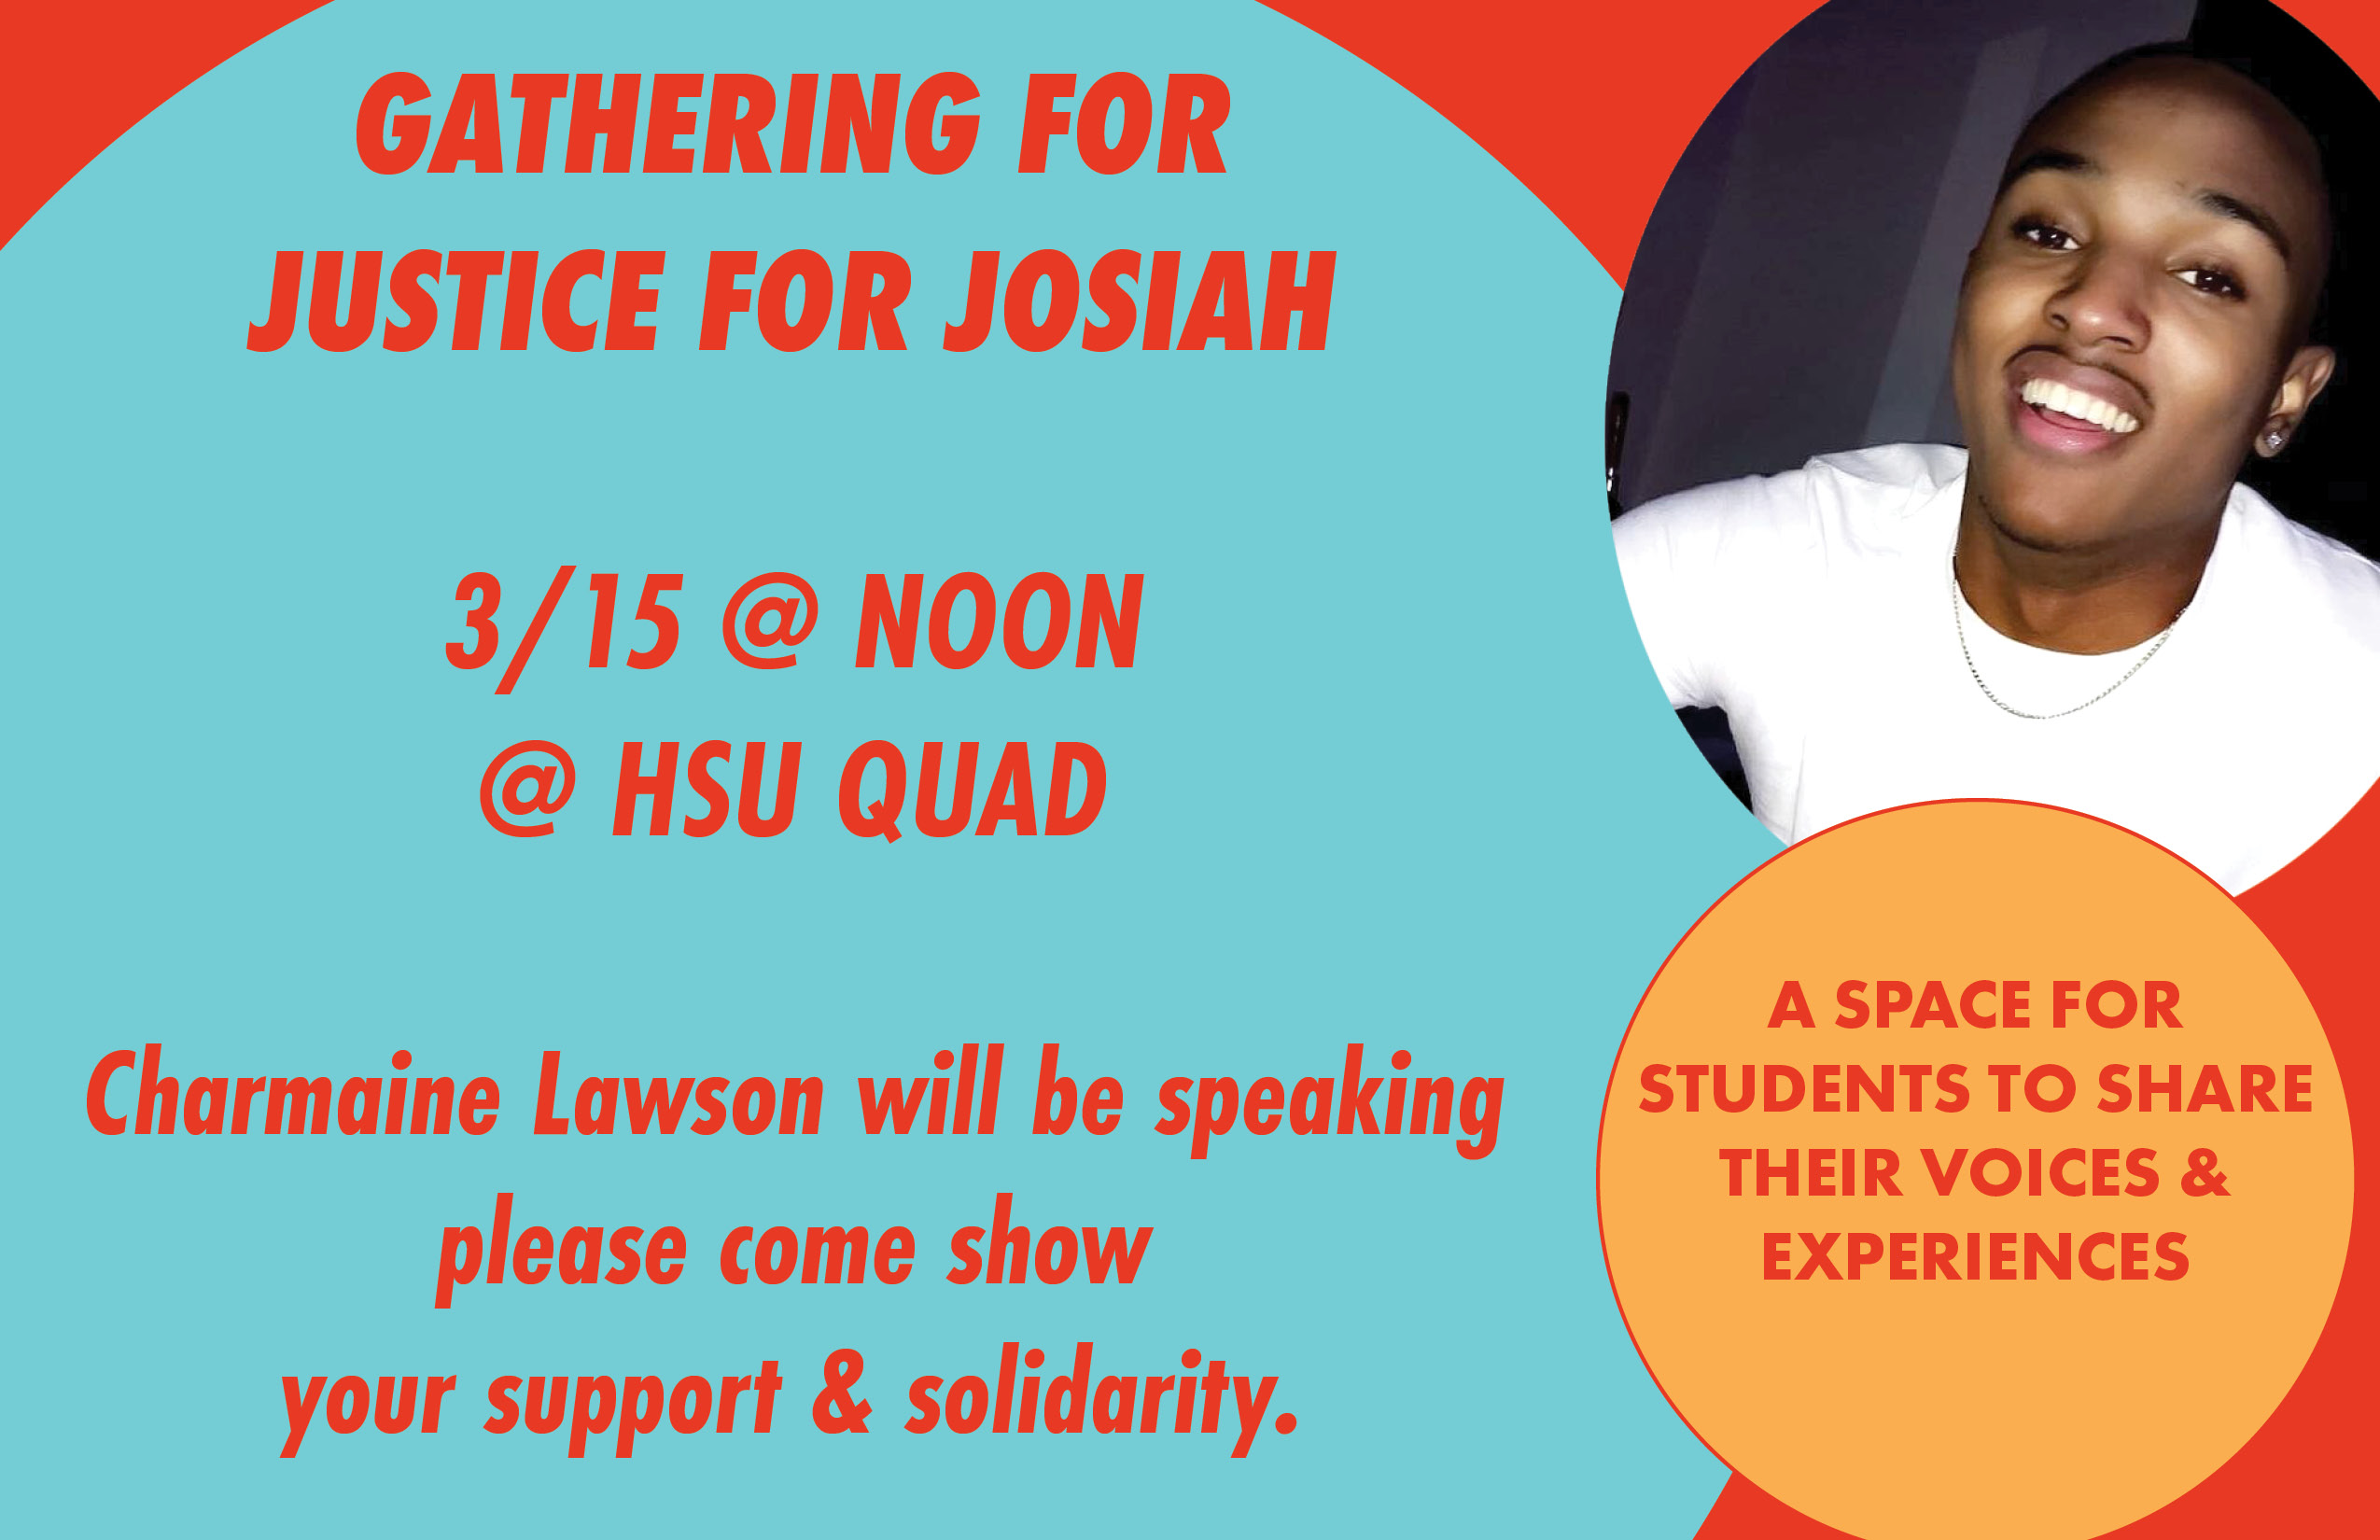 GATHERING FOR
JUSTICE FOR JOSIAH
3/15 @ NOON
@ HSU QUAD
Charmaine Lawson will be speaking
please come show
your support & solidarity.
A SPACE FOR
STUDENTS TO SHARE
THEIR VOICES &
EXPERIENCES